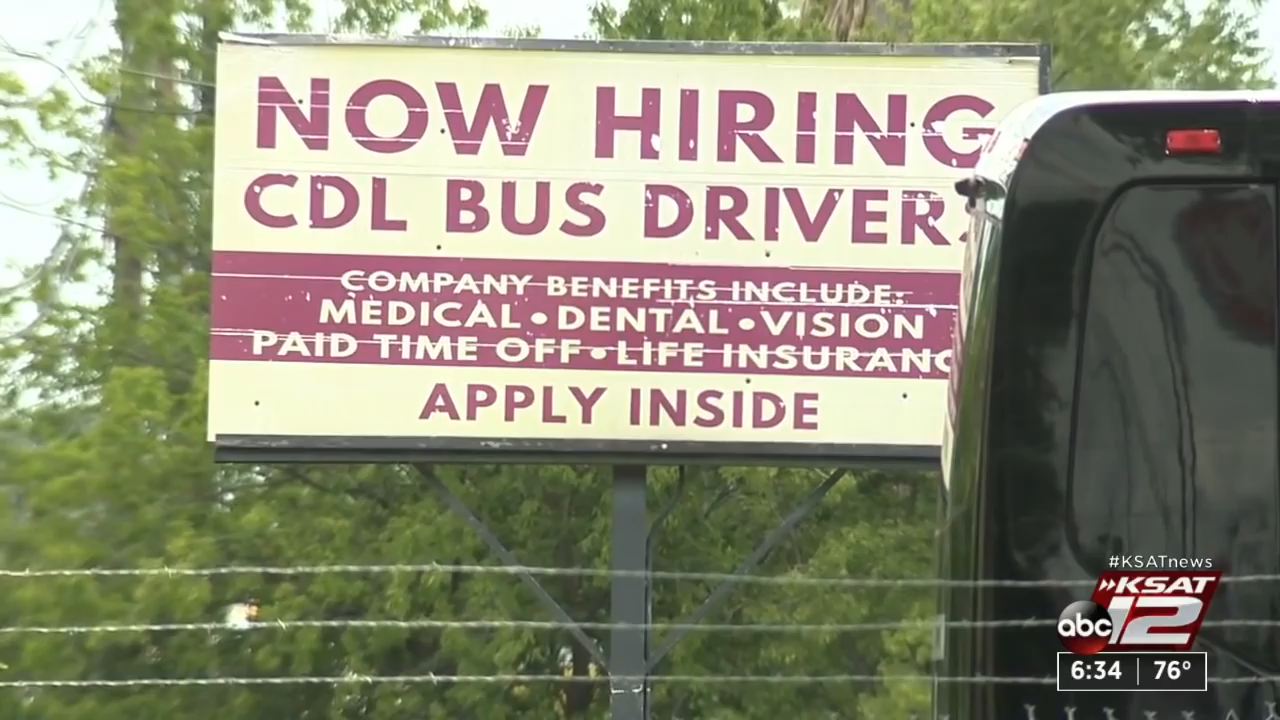 NOW HIRING
CDL BUS DRIVERS
COMPANY BENEFITS INCLUDE:
MEDICAL • DENTAL • VISION
PAID TIME OFF • LIFE INSURANC
APPLY INSIDE
#KSATnews
KSAT
abc 12
6:34 76°